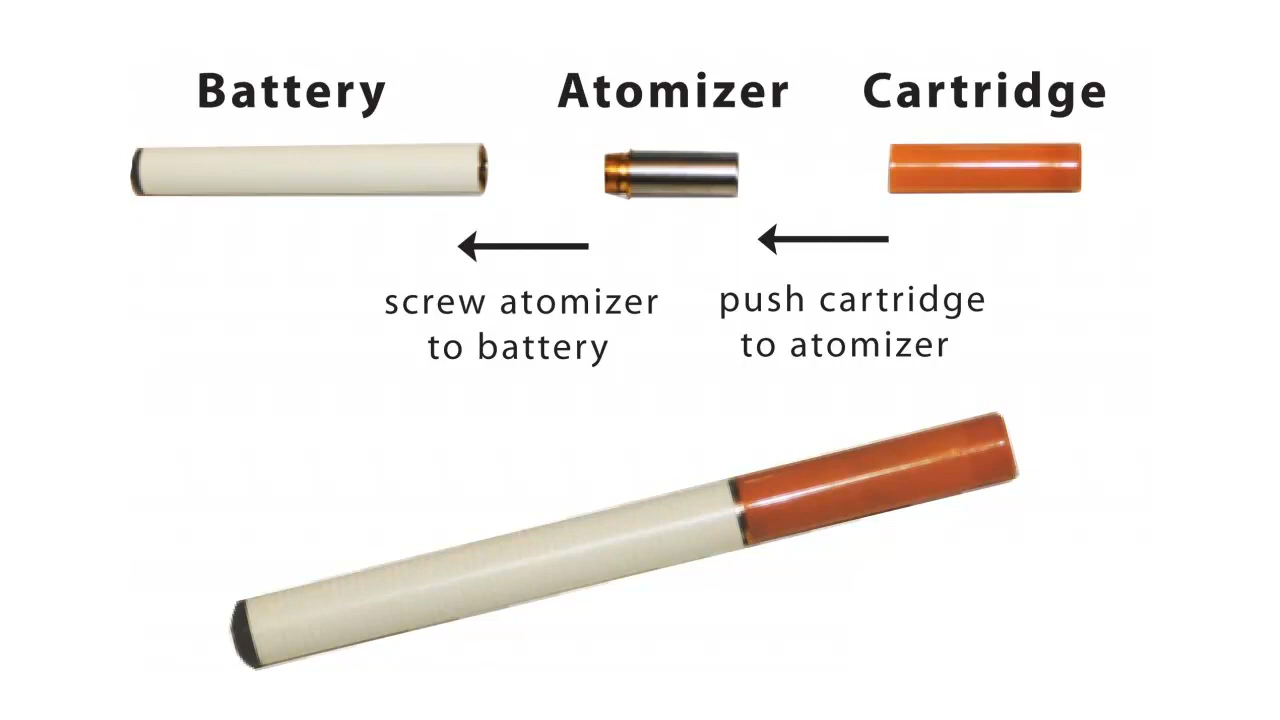 Battery
Atomizer
Cartridge
screw atomizer
to battery
push cartridge
to atomizer